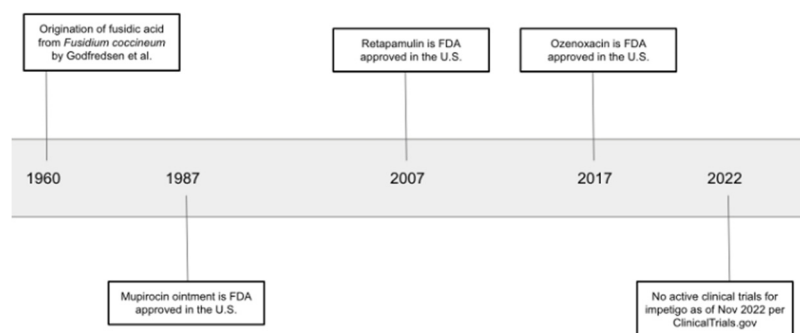 Origination of fusidic acid
from Fusidium coccineum
by Godfredsen et al.
Retapamulin is FDA
approved in the U.S.
Ozenoxacin is FDA
approved in the U.S.
1960
1987
2007
2017
2022
Mupirocin ointment is FDA
approved in the U.S.
No active clinical trials for
impetigo as of Nov 2022 per
ClinicalTrials.gov